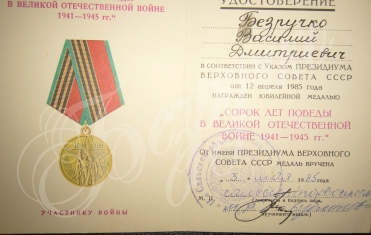 ПОБЕДЫ
В ВЕЛИКОЙ ОТЕЧЕСТВЕННОЙ ВОЙНЕ
1941—1945 гг."
УЧАСТНИКУ ВОЙНЫ
УДОСТОВЕРЕНИЕ
Безручко
Василий
Дмитриевич
В СООТВЕТСТВИИ С УКАЗОМ ПРЕЗИДИУМА
ВЕРХОВНОГО СОВЕТА СССР
от 12 апреля 1985 года
НАГРАЖДЕН ЮБИЛЕЙНОЙ МЕДАЛЬЮ
"СОРОК ЛЕТ ПОБЕДЫ
В ВЕЛИКОЙ ОТЕЧЕСТВЕННОЙ
ВОЙНЕ 1941—1945 гг."
От имени ПРЕЗИДИУМА ВЕРХОВНОГО
СОВЕТА СССР МЕДАЛЬ ВРУЧЕНА